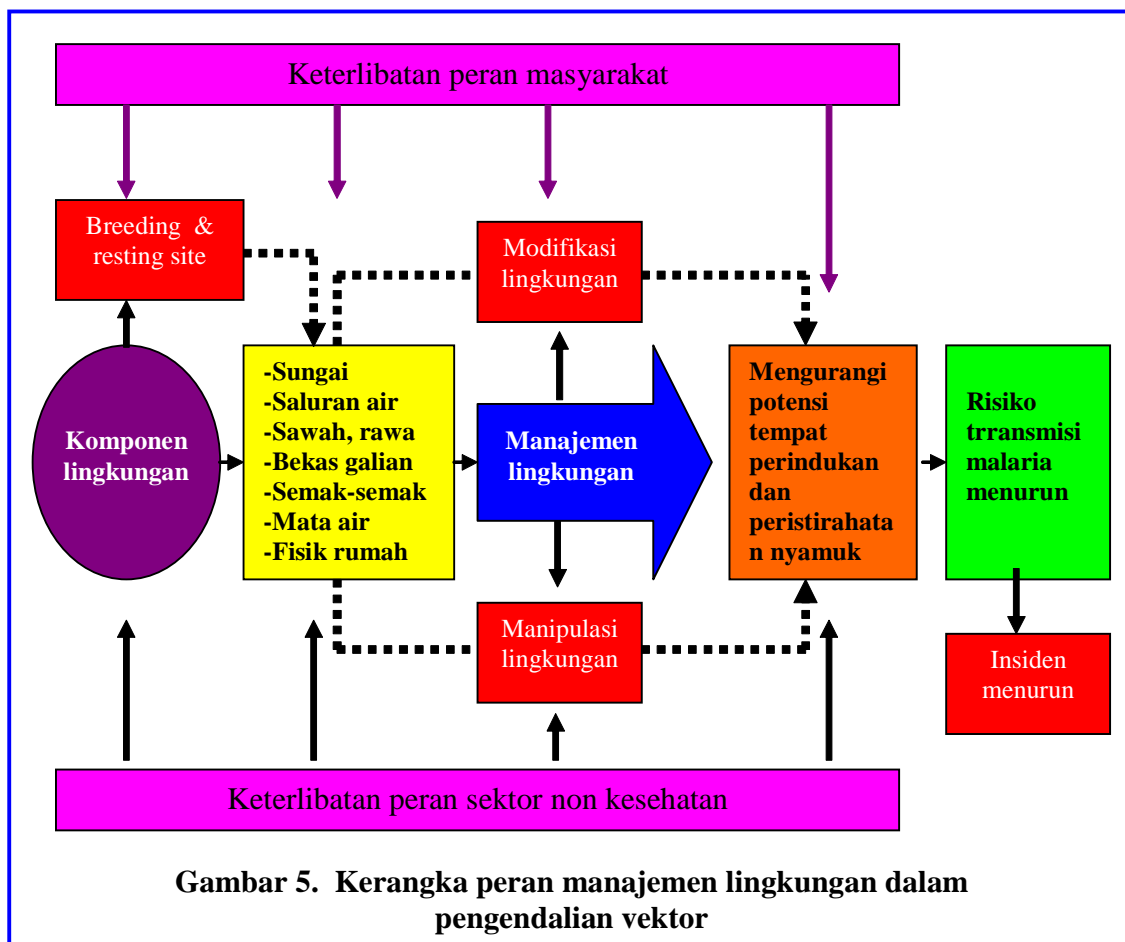 Keterlibatan peran masyarakat
Breeding &
resting site
Modifikasi
lingkungan
Komponen
lingkungan
-Sungai
-Saluran air
-Sawah, rawa
-Bekas galian
-Semak-semak
-Mata air
-Fisik rumah
Manajemen
lingkungan
Mengurangi
potensi
tempat
perindukan
dan
peristirahata
n nyamuk
Risiko
trransmisi
malaria
menurun
Manipulasi
lingkungan
Insiden
menurun
Keterlibatan peran sektor non kesehatan
Gambar 5. Kerangka peran manajemen lingkungan dalam
pengendalian vektor